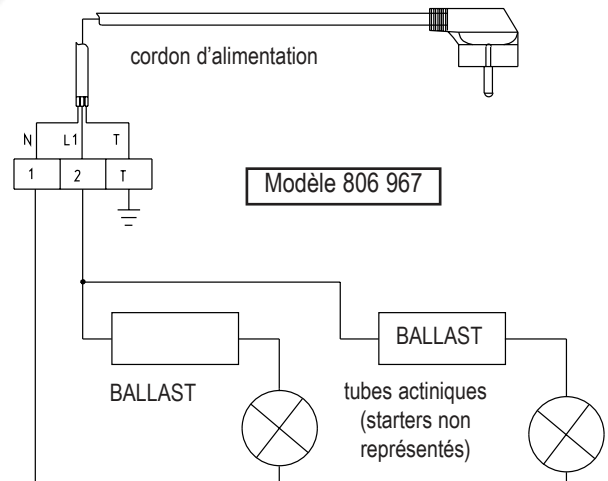 cordon d'alimentation
N L1 T
1 2 T
Modèle 806 967
BALLAST
BALLAST
tubes actiniques
(starters non
représentés)